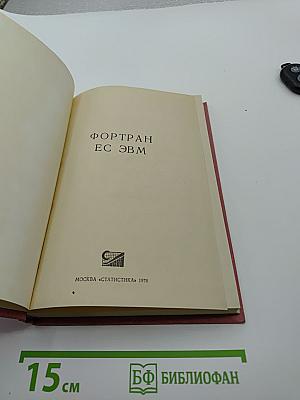 ФОРТРАН
ЕС ЭВМ
МОСКВА «СТАТИСТИКА» 1978
15 см
БФ БИБЛИОФАН